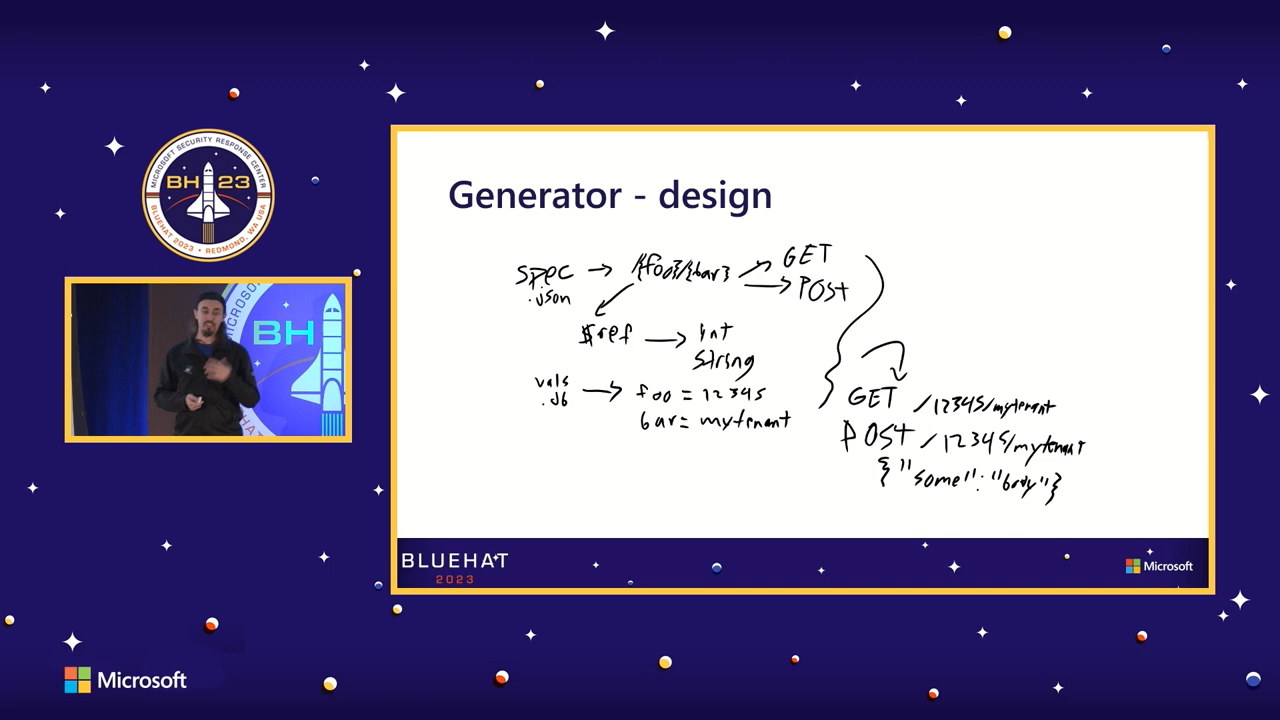 MICROSOFT SECURITY RESPONSE CENTER
BH 23
BLUEHAT 2023 • REDMOND, WA USA
BH
Generator - design
spec → /{foo}/{bar} → GET
.json → POST
$ref → int
string
vals → foo = 12345
.db bar = mytenant
GET /12345/mytenant
POST /12345/mytenant
{"some": "body"}
BLUEHAT
2023
Microsoft
Microsoft